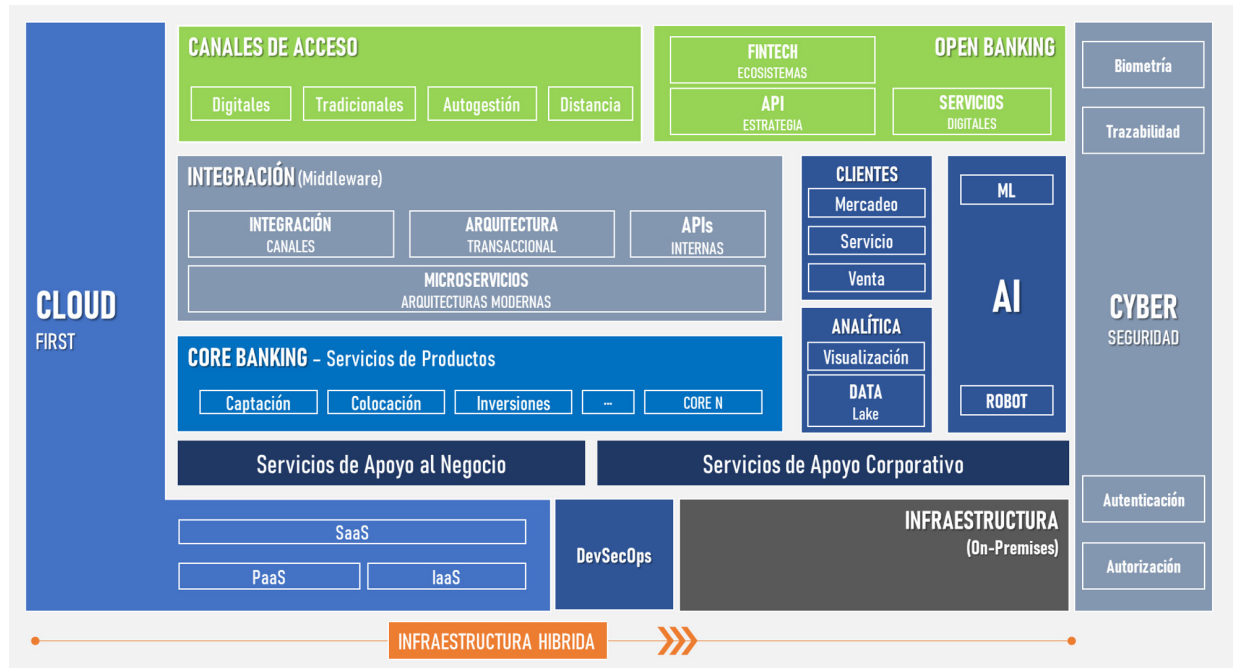 CLOUD
FIRST
CANALES DE ACCESO
Digitales
Tradicionales
Autogestión
Distancia
OPEN BANKING
FINTECH
ECOSISTEMAS
API
ESTRATEGIA
SERVICIOS
DIGITALES
INTEGRACIÓN (Middleware)
INTEGRACIÓN
CANALES
ARQUITECTURA
TRANSACCIONAL
APIs
INTERNAS
MICROSERVICIOS
ARQUITECTURAS MODERNAS
CLIENTES
Mercadeo
Servicio
Venta
ANALÍTICA
Visualización
DATA
Lake
ML
AI
ROBOT
CORE BANKING – Servicios de Productos
Captación
Colocación
Inversiones
...
CORE N
Servicios de Apoyo al Negocio
Servicios de Apoyo Corporativo
SaaS
PaaS
IaaS
DevSecOps
INFRAESTRUCTURA
(On-Premises)
Biometría
Trazabilidad
CYBER
SEGURIDAD
Autenticación
Autorización
INFRAESTRUCTURA HIBRIDA